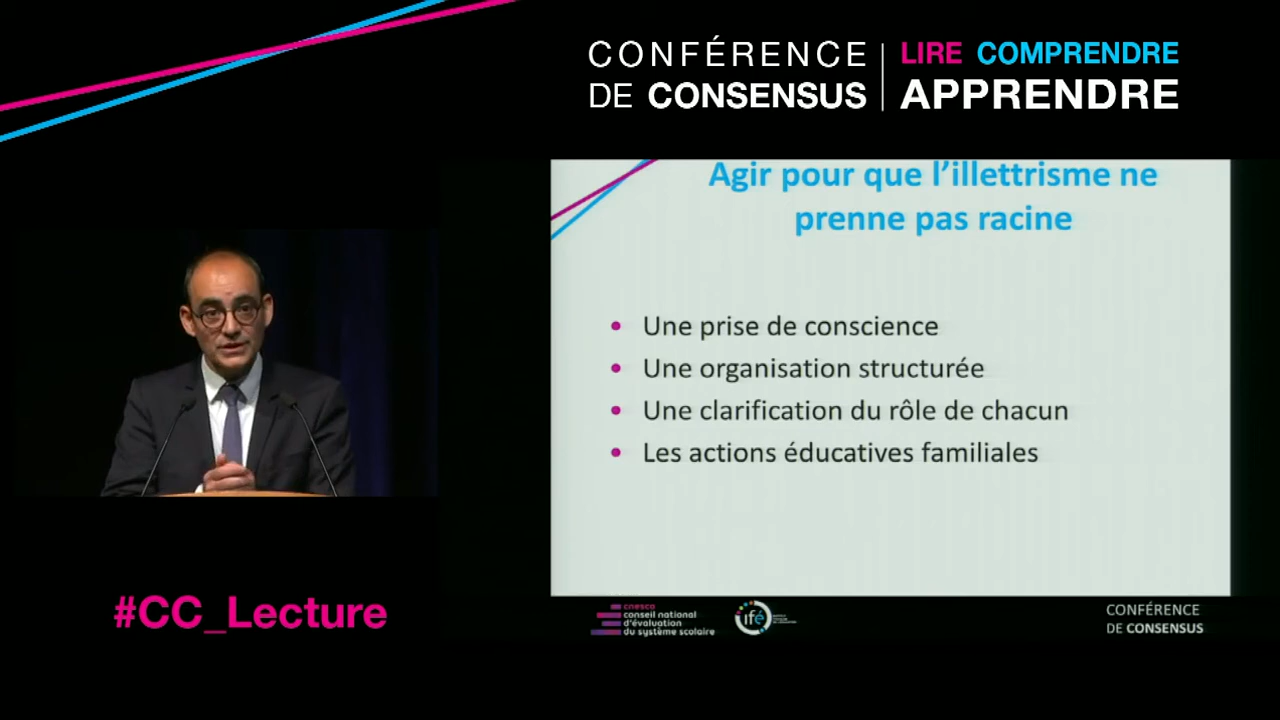 CONFÉRENCE
DE CONSENSUS
LIRE COMPRENDRE
APPRENDRE
Agir pour que l'illettrisme ne
prenne pas racine
• Une prise de conscience
• Une organisation structurée
• Une clarification du rôle de chacun
• Les actions éducatives familiales
#CC_Lecture
cnesco
conseil national
d'évaluation
du système scolaire
ifé
CONFÉRENCE
DE CONSENSUS